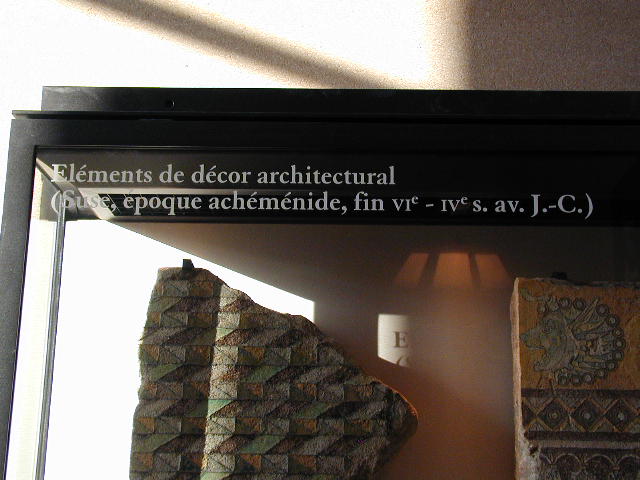 Eléments de décor architectural
(Suse, époque achéménide, fin VIe - IVe s. av. J.-C.)